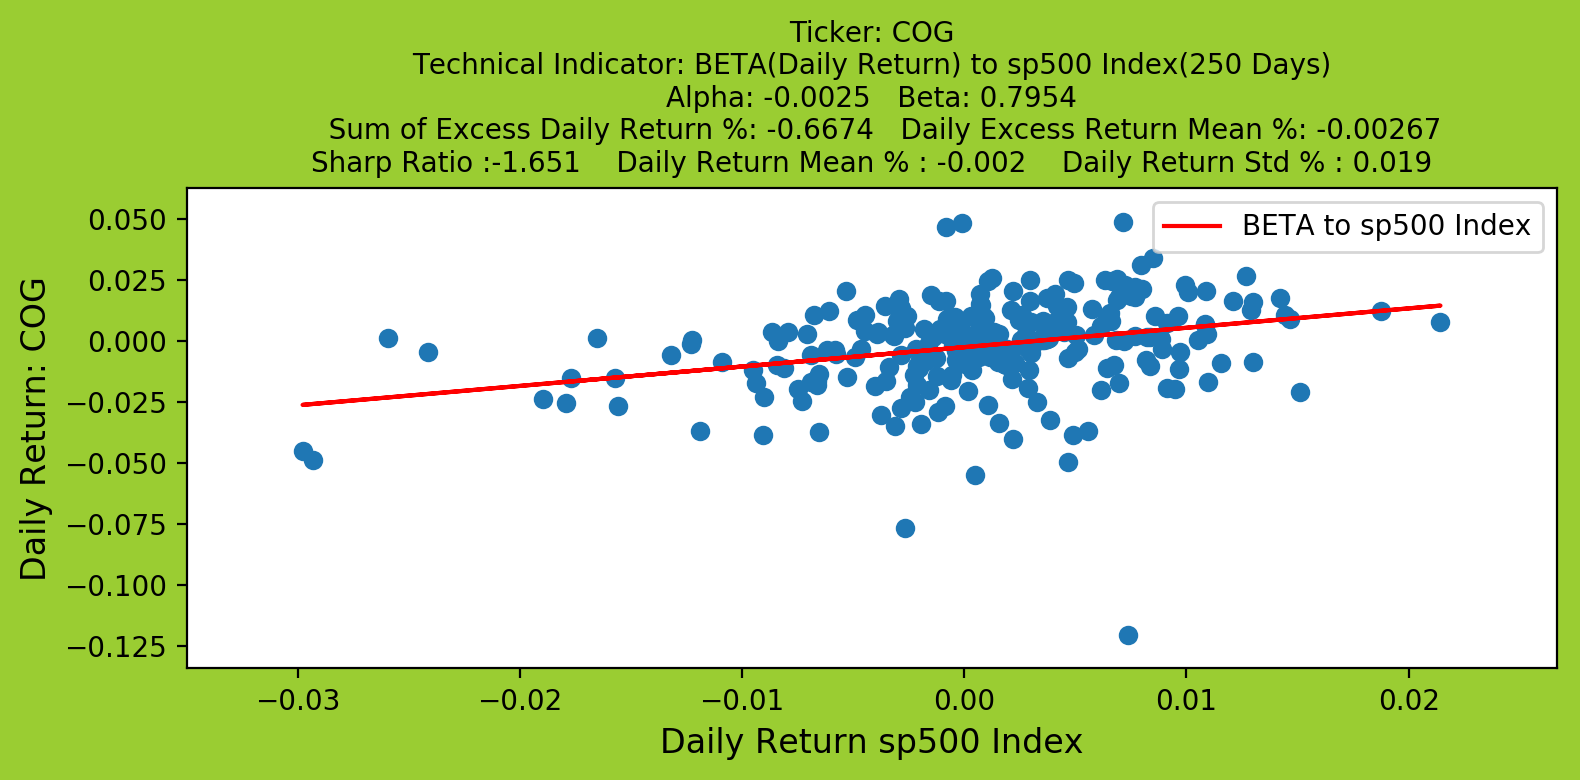 Ticker: COG
Technical Indicator: BETA(Daily Return) to sp500 Index(250 Days)
Alpha: -0.0025 Beta: 0.7954
Sum of Excess Daily Return %: -0.6674 Daily Excess Return Mean %: -0.00267
Sharp Ratio :-1.651 Daily Return Mean % : -0.002 Daily Return Std % : 0.019
BETA to sp500 Index
Daily Return: COG
0.050
0.025
0.000
−0.025
−0.050
−0.075
−0.100
−0.125
−0.03 −0.02 −0.01 0.00 0.01 0.02
Daily Return sp500 Index